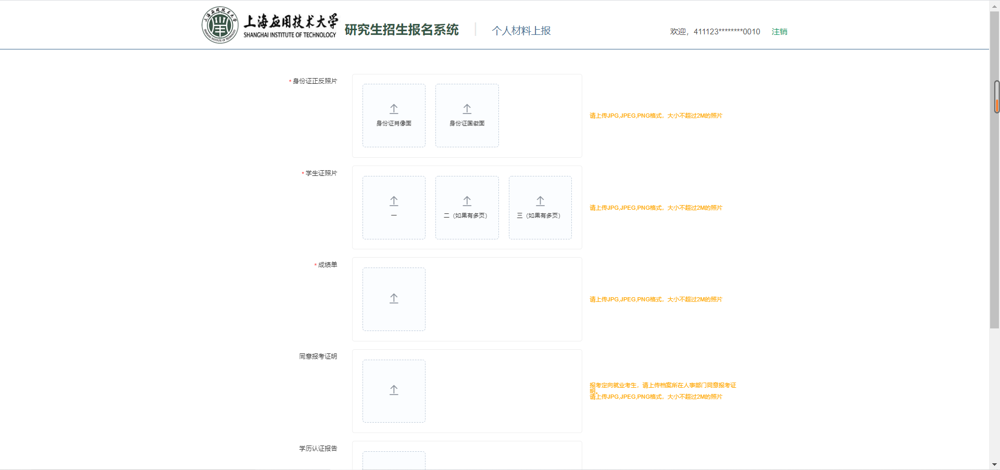 上海应用技术大学
SHANGHAI INSTITUTE OF TECHNOLOGY
研究生招生报名系统
个人材料上报
欢迎，411123********0010 注销
*身份证正反照片
身份证肖像面
身份证国徽面
请上传JPG,JPEG,PNG格式，大小不超过2M的照片
*学生证照片
一
二（如果有多页）
三（如果有多页）
请上传JPG,JPEG,PNG格式，大小不超过2M的照片
*成绩单
请上传JPG,JPEG,PNG格式，大小不超过2M的照片
同意报考证明
报考定向就业考生，请上传档案所在人事部门同意报考证
明。
请上传JPG,JPEG,PNG格式，大小不超过2M的照片
学历认证报告